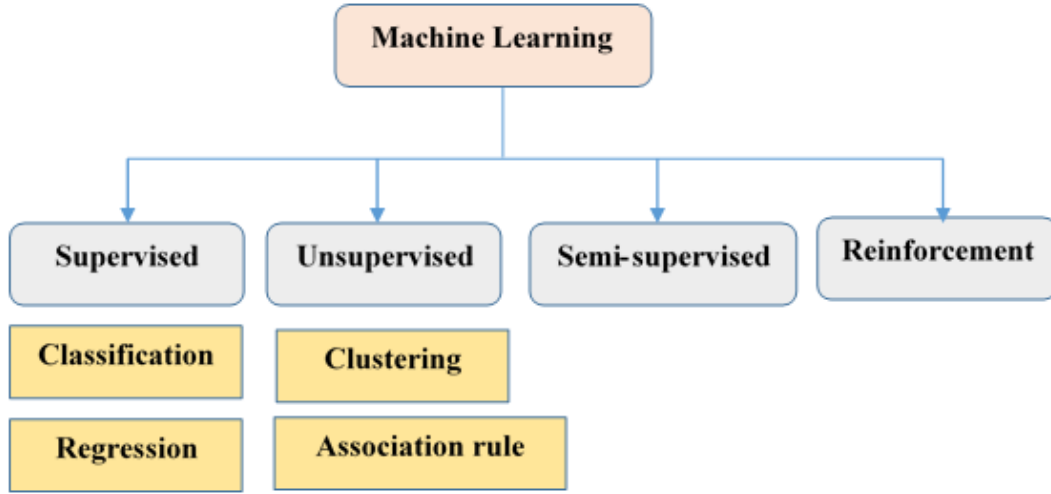 Machine Learning
Supervised
Unsupervised
Semi-supervised
Reinforcement
Classification
Clustering
Regression
Association rule